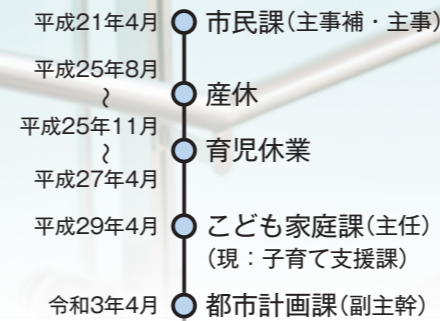 平成21年4月 市民課(主事補・主事)
平成25年8月
〜 産休
平成25年11月
〜 育児休業
平成27年4月
平成29年4月 こども家庭課(主任)
(現：子育て支援課)
令和3年4月 都市計画課(副主幹)